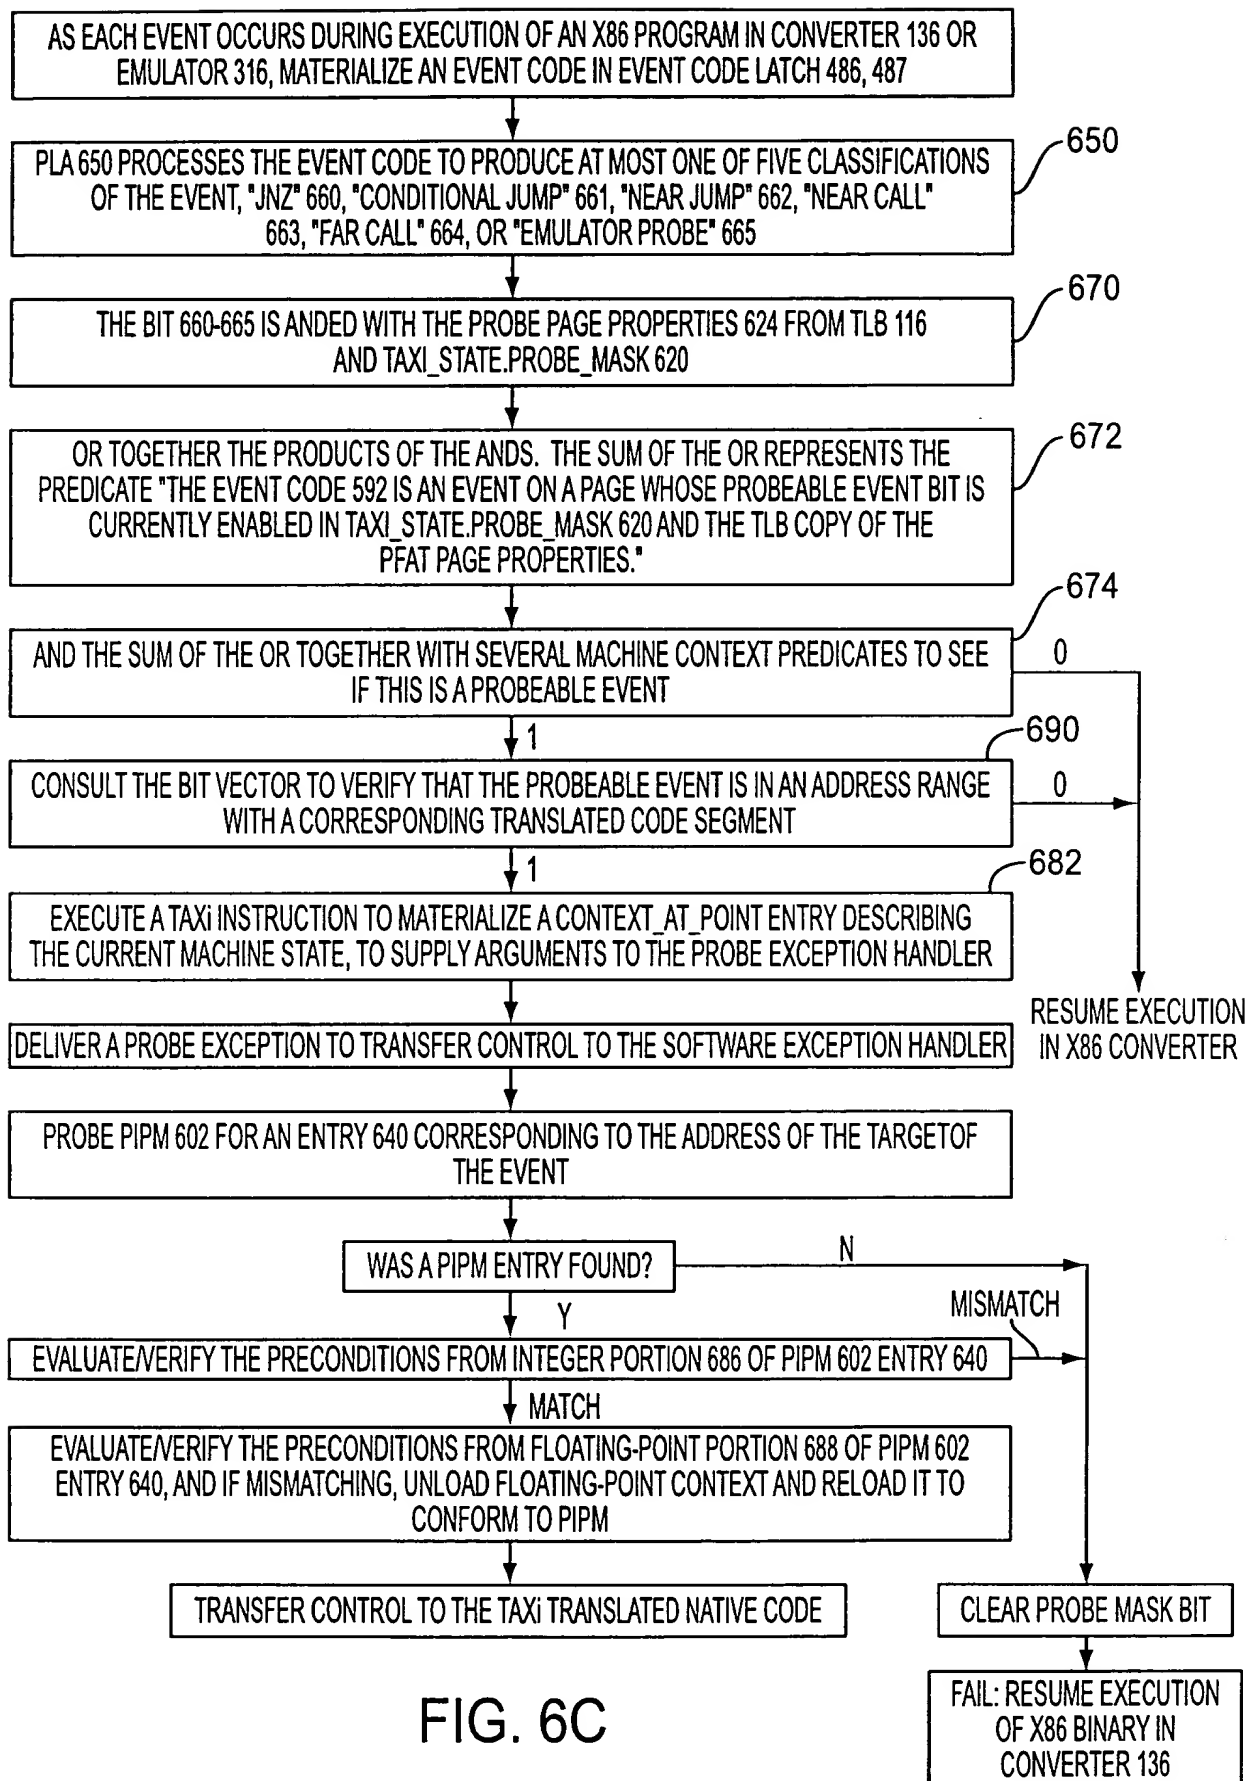 AS EACH EVENT OCCURS DURING EXECUTION OF AN X86 PROGRAM IN CONVERTER 136 OR
EMULATOR 316, MATERIALIZE AN EVENT CODE IN EVENT CODE LATCH 486, 487
650
PLA 650 PROCESSES THE EVENT CODE TO PRODUCE AT MOST ONE OF FIVE CLASSIFICATIONS
OF THE EVENT, "JNZ" 660, "CONDITIONAL JUMP" 661, "NEAR JUMP" 662, "NEAR CALL"
663, "FAR CALL" 664, OR "EMULATOR PROBE" 665
670
THE BIT 660-665 IS ANDED WITH THE PROBE PAGE PROPERTIES 624 FROM TLB 116
AND TAXI_STATE.PROBE_MASK 620
672
OR TOGETHER THE PRODUCTS OF THE ANDS. THE SUM OF THE OR REPRESENTS THE
PREDICATE "THE EVENT CODE 592 IS AN EVENT ON A PAGE WHOSE PROBEABLE EVENT BIT IS
CURRENTLY ENABLED IN TAXI_STATE.PROBE_MASK 620 AND THE TLB COPY OF THE
PFAT PAGE PROPERTIES."
674
AND THE SUM OF THE OR TOGETHER WITH SEVERAL MACHINE CONTEXT PREDICATES TO SEE
IF THIS IS A PROBEABLE EVENT
0
1
690
CONSULT THE BIT VECTOR TO VERIFY THAT THE PROBEABLE EVENT IS IN AN ADDRESS RANGE
WITH A CORRESPONDING TRANSLATED CODE SEGMENT
0
1
682
EXECUTE A TAXi INSTRUCTION TO MATERIALIZE A CONTEXT_AT_POINT ENTRY DESCRIBING
THE CURRENT MACHINE STATE, TO SUPPLY ARGUMENTS TO THE PROBE EXCEPTION HANDLER
RESUME EXECUTION
IN X86 CONVERTER
DELIVER A PROBE EXCEPTION TO TRANSFER CONTROL TO THE SOFTWARE EXCEPTION HANDLER
PROBE PIPM 602 FOR AN ENTRY 640 CORRESPONDING TO THE ADDRESS OF THE TARGETOF
THE EVENT
WAS A PIPM ENTRY FOUND?
N
Y
MISMATCH
EVALUATE/VERIFY THE PRECONDITIONS FROM INTEGER PORTION 686 OF PIPM 602 ENTRY 640
MATCH
EVALUATE/VERIFY THE PRECONDITIONS FROM FLOATING-POINT PORTION 688 OF PIPM 602
ENTRY 640, AND IF MISMATCHING, UNLOAD FLOATING-POINT CONTEXT AND RELOAD IT TO
CONFORM TO PIPM
TRANSFER CONTROL TO THE TAXi TRANSLATED NATIVE CODE
CLEAR PROBE MASK BIT
FAIL: RESUME EXECUTION
OF X86 BINARY IN
CONVERTER 136
FIG. 6C